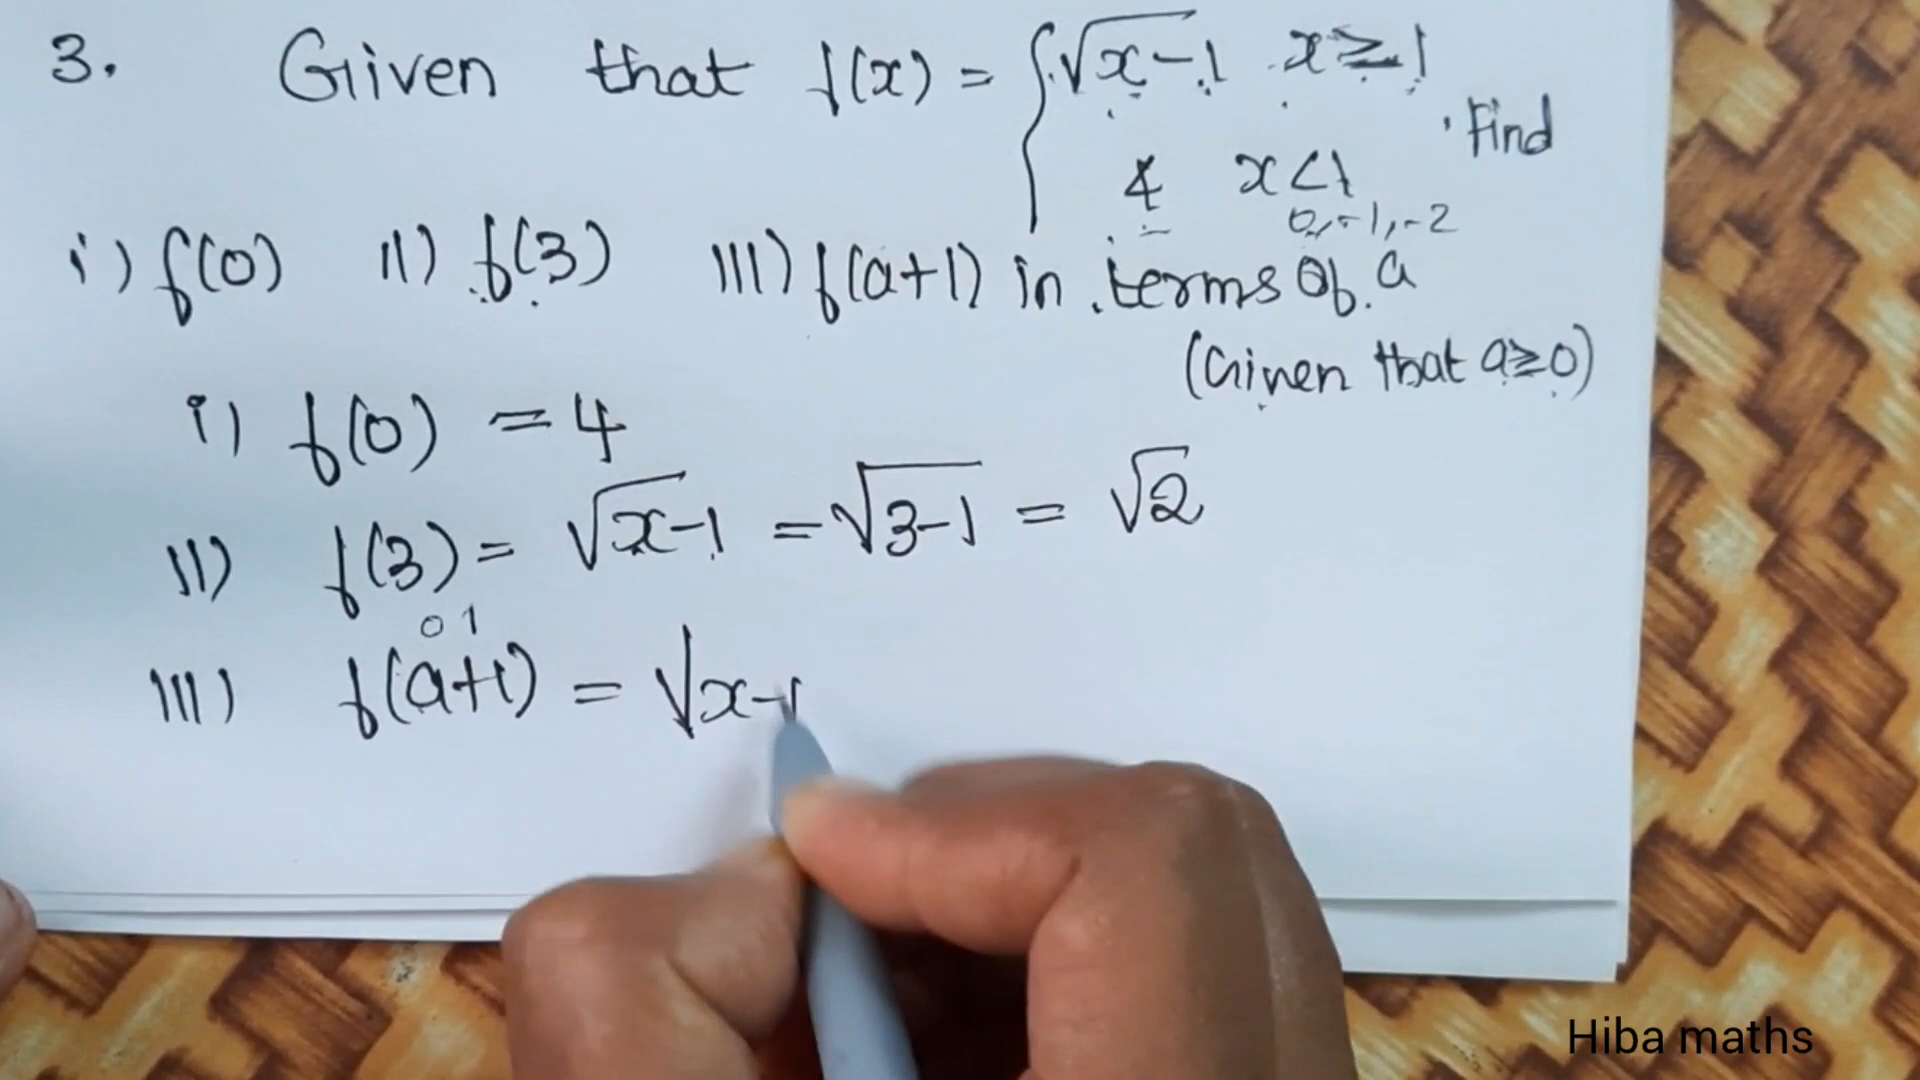 3. Given that f(x) = { √x-1 x≥1
4 x<1 . Find
0, -1, -2
i) f(0) ii) f(3) iii) f(a+1) in terms of a
(Given that a≥0)
i) f(0) = 4
ii) f(3) = √x-1 = √3-1 = √2
0 1
iii) f(a+1) = √x-1
Hiba maths